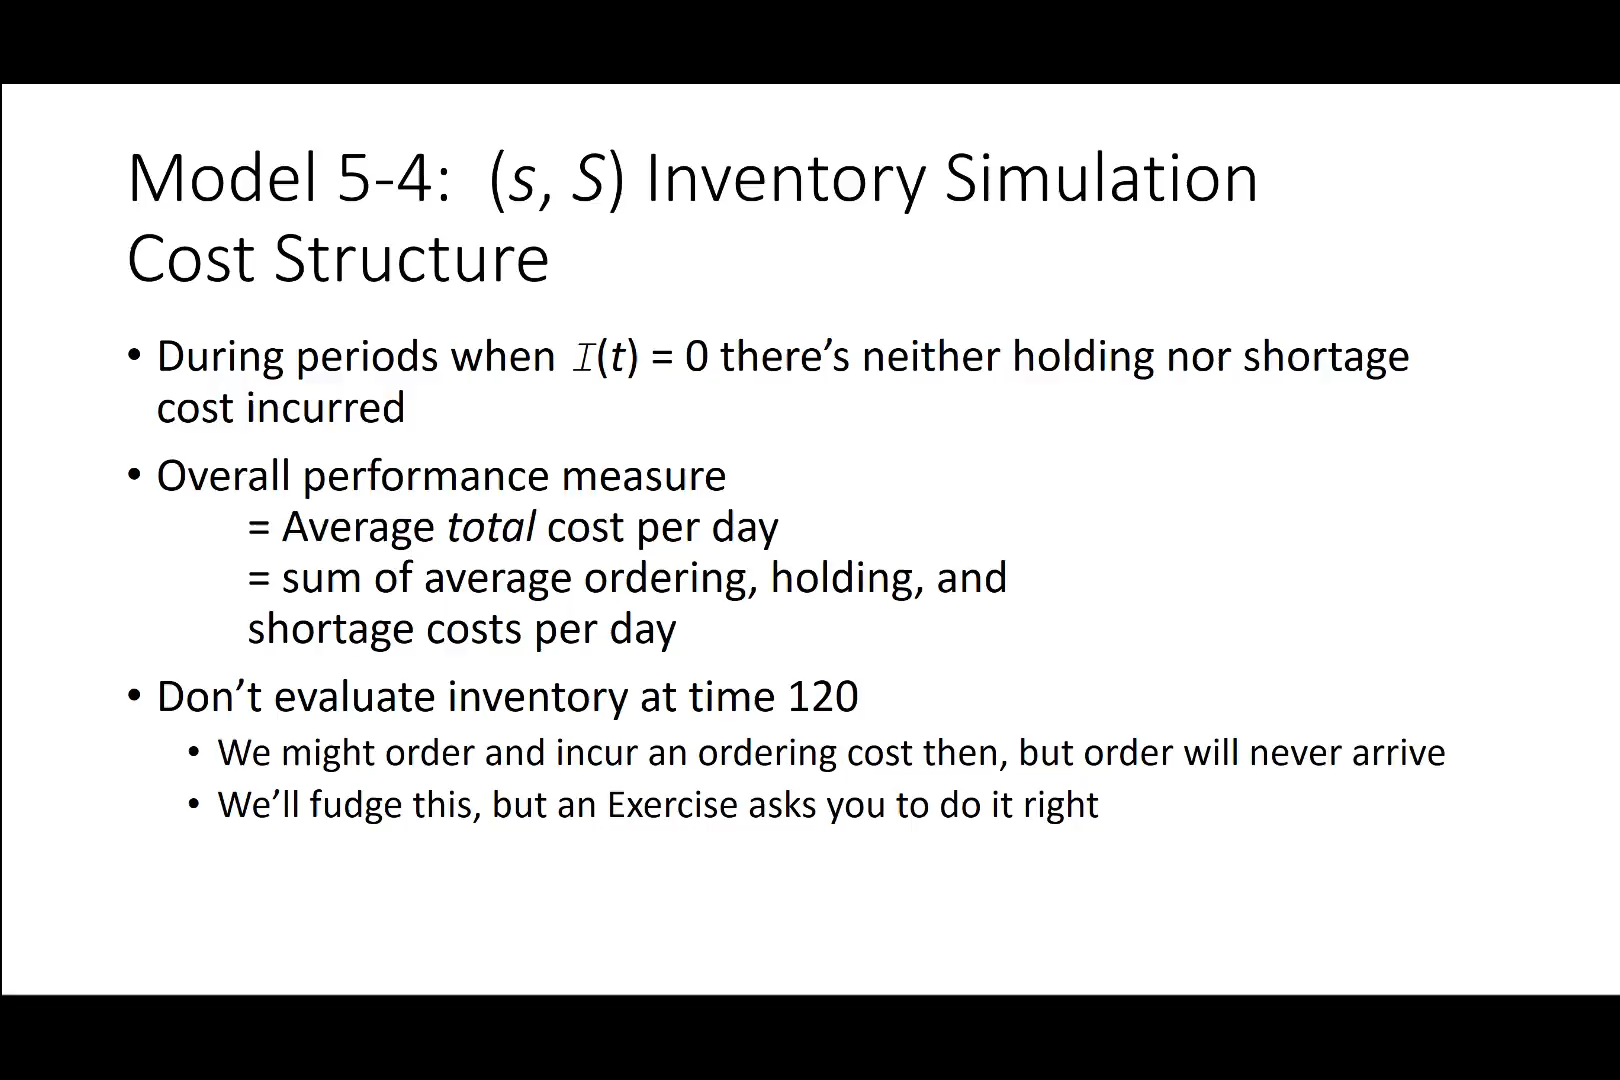 Model 5-4: (s, S) Inventory Simulation
Cost Structure
• During periods when I(t) = 0 there’s neither holding nor shortage
cost incurred
• Overall performance measure
= Average total cost per day
= sum of average ordering, holding, and
shortage costs per day
• Don’t evaluate inventory at time 120
• We might order and incur an ordering cost then, but order will never arrive
• We’ll fudge this, but an Exercise asks you to do it right